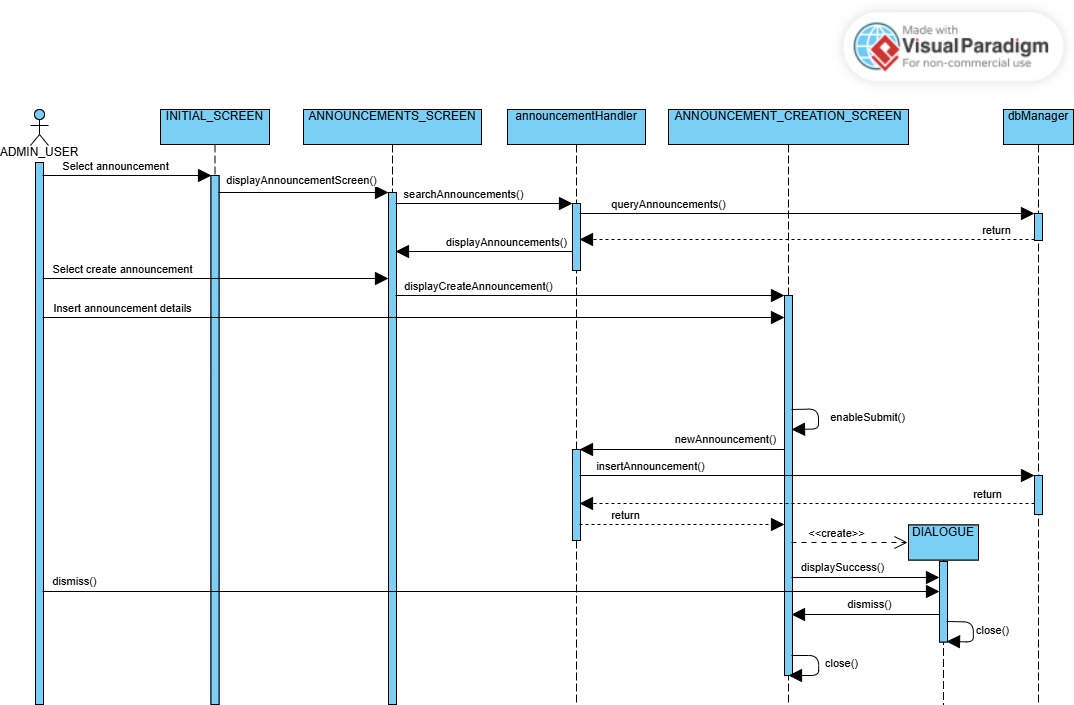 Made with
Visual Paradigm
For non-commercial use
INITIAL_SCREEN
ANNOUNCEMENTS_SCREEN
announcementHandler
ANNOUNCEMENT_CREATION_SCREEN
dbManager
ADMIN_USER
Select announcement
displayAnnouncementScreen()
searchAnnouncements()
queryAnnouncements()
return
displayAnnouncements()
Select create announcement
displayCreateAnnouncement()
Insert announcement details
enableSubmit()
newAnnouncement()
insertAnnouncement()
return
return
<<create>>
DIALOGUE
displaySuccess()
dismiss()
dismiss()
close()
close()